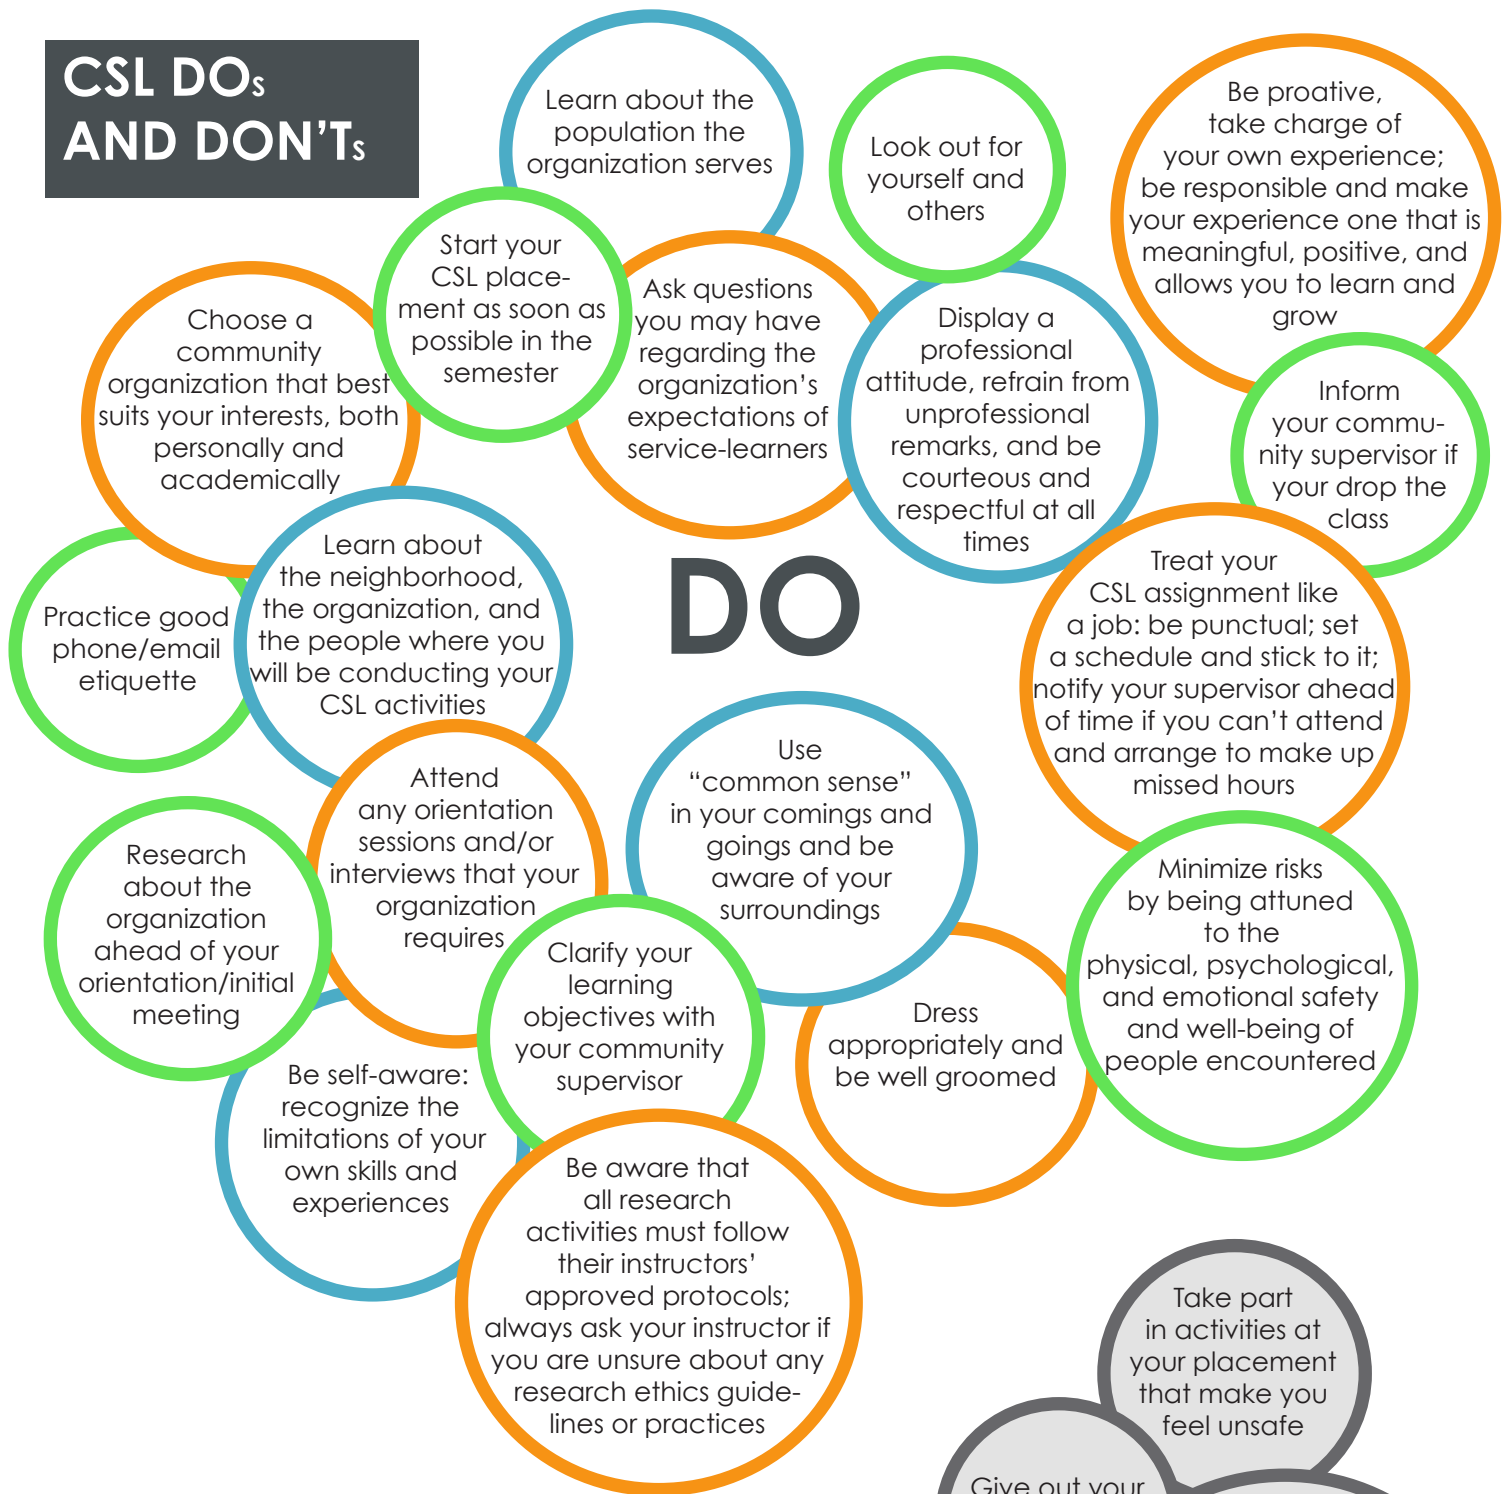 CSL DOs
AND DON'Ts
Learn about the
population the
organization serves
Look out for
yourself and
others
Be proative,
take charge of
your own experience;
be responsible and make
your experience one that is
meaningful, positive, and
allows you to learn and
grow
Start your
CSL place-
ment as soon as
possible in the
semester
Ask questions
you may have
regarding the
organization's
expectations of
service-learners
Display a
professional
attitude, refrain from
unprofessional
remarks, and be
courteous and
respectful at all
times
Choose a
community
organization that best
suits your interests, both
personally and
academically
Inform
your commu-
nity supervisor if
your drop the
class
Learn about
the neighborhood,
the organization, and
the people where you
will be conducting your
CSL activities
Practice good
phone/email
etiquette
DO
Treat your
CSL assignment like
a job: be punctual; set
a schedule and stick to it;
notify your supervisor ahead
of time if you can't attend
and arrange to make up
missed hours
Use
“common sense”
in your comings and
goings and be
aware of your
surroundings
Attend
any orientation
sessions and/or
interviews that your
organization
requires
Research
about the
organization
ahead of your
orientation/initial
meeting
Minimize risks
by being attuned
to the
physical, psychological,
and emotional safety
and well-being of
people encountered
Clarify your
learning
objectives with
your community
supervisor
Dress
appropriately and
be well groomed
Be self-aware:
recognize the
limitations of your
own skills and
experiences
Be aware that
all research
activities must follow
their instructors'
approved protocols;
always ask your instructor if
you are unsure about any
research ethics guide-
lines or practices
Take part
in activities at
your placement
that make you
feel unsafe
Give out your